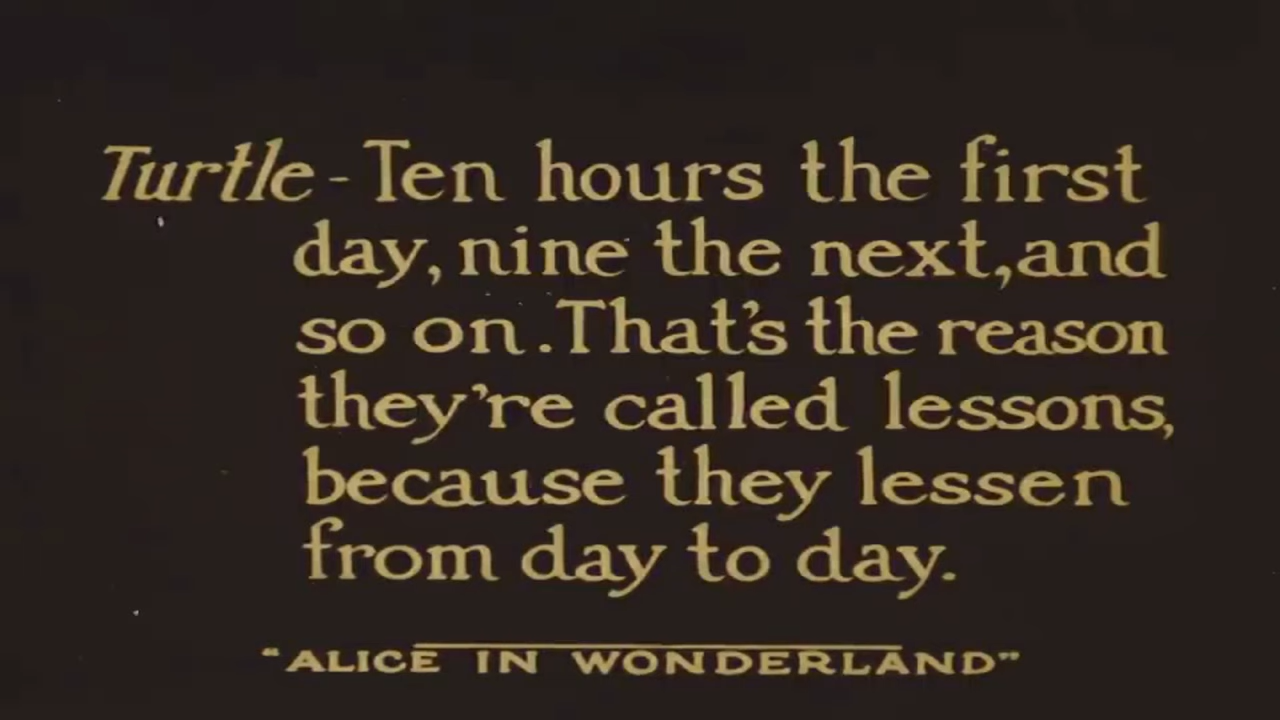 Turtle - Ten hours the first
day, nine the next, and
so on. That's the reason
they're called lessons,
because they lessen
from day to day.
"ALICE IN WONDERLAND"